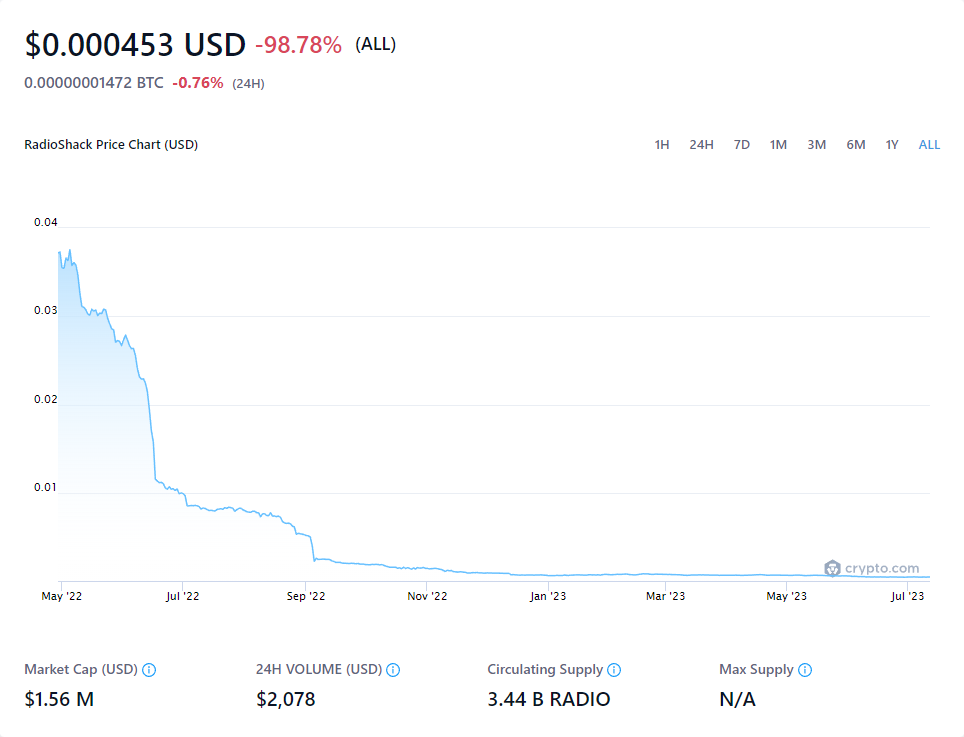 $0.000453 USD -98.78% (ALL)
0.00000001472 BTC -0.76% (24H)
RadioShack Price Chart (USD) 1H 24H 7D 1M 3M 6M 1Y ALL
0.04
0.03
0.02
0.01
crypto.com
May '22 Jul '22 Sep '22 Nov '22 Jan '23 Mar '23 May '23 Jul '23
Market Cap (USD) 24H VOLUME (USD) Circulating Supply Max Supply
$1.56 M $2,078 3.44 B RADIO N/A